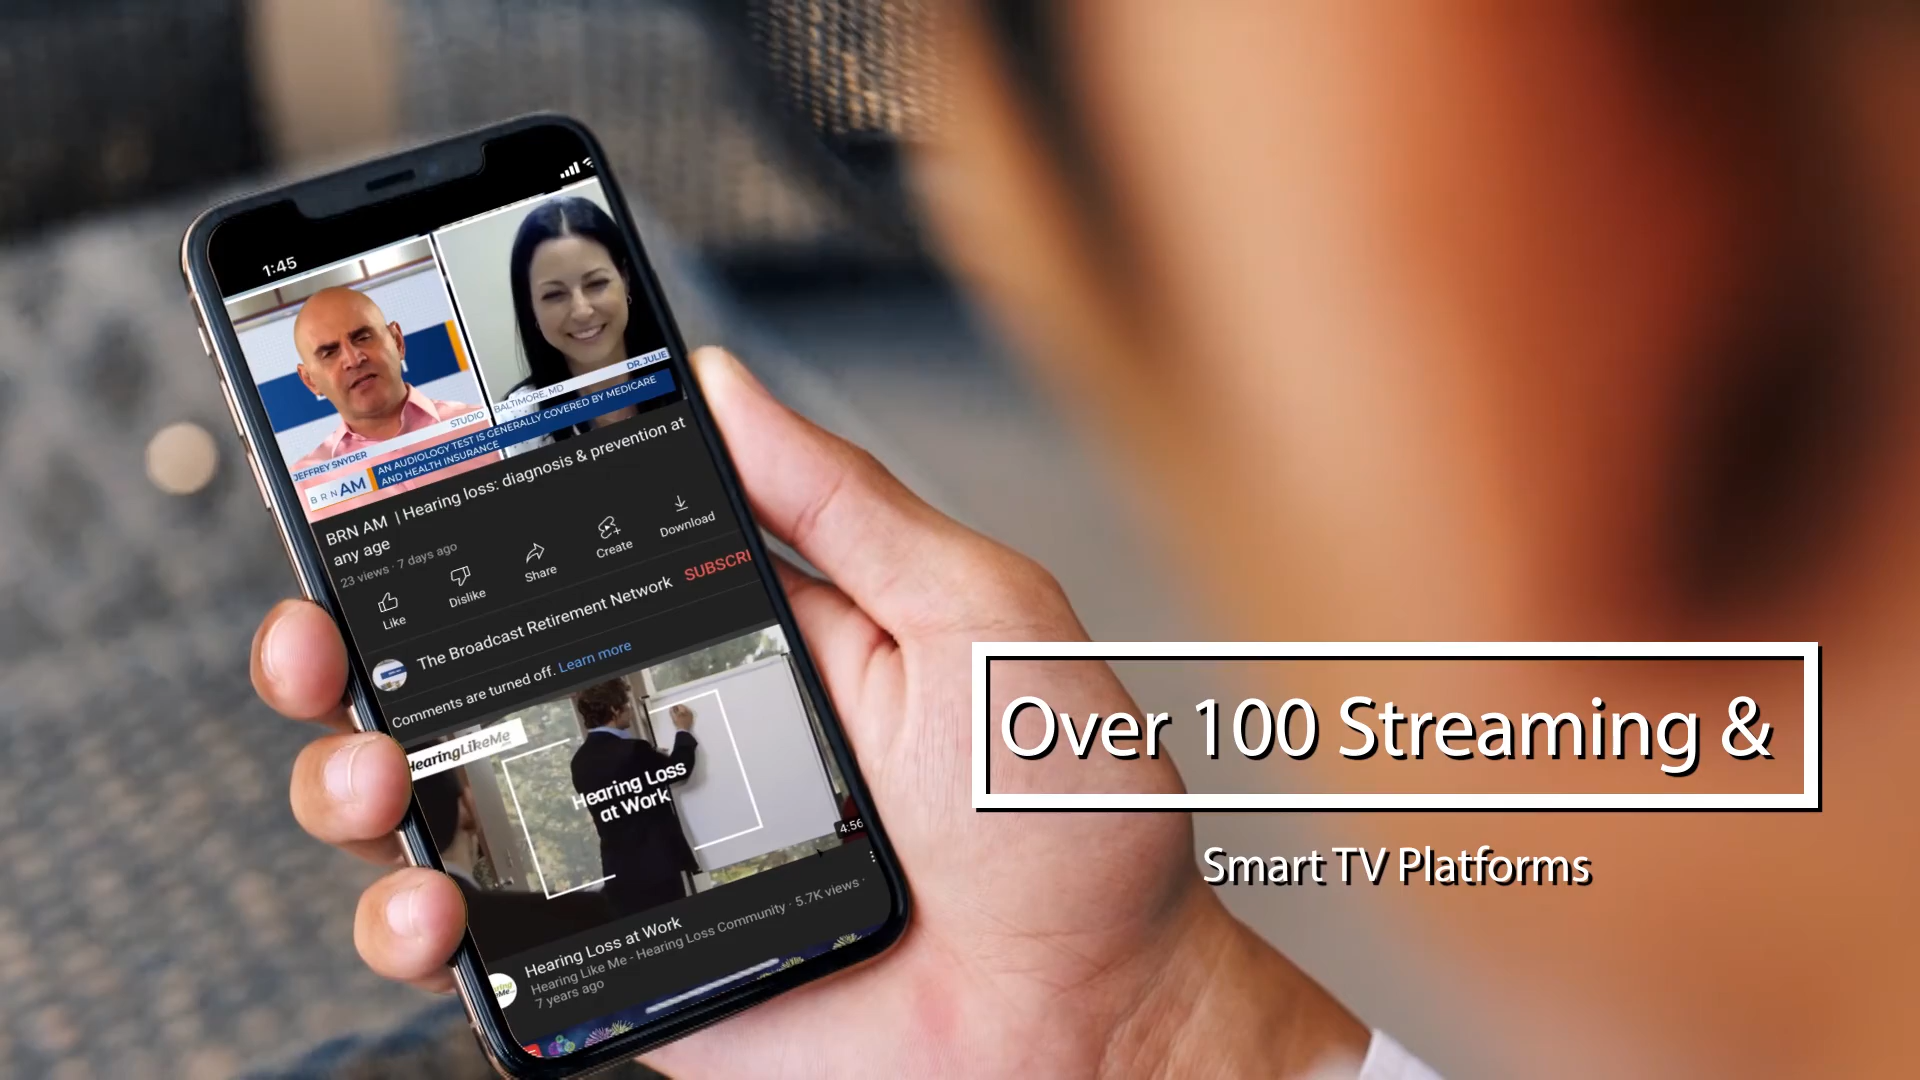 1:45
STUDIO
BALTIMORE, MD
DR. JULIE
JEFFREY SNYDER
BRN AM
AN AUDIOLOGY TEST IS GENERALLY COVERED BY MEDICARE
AND HEALTH INSURANCE
BRN AM | Hearing loss: diagnosis & prevention at
any age
23 views · 7 days ago
Like
Dislike
Share
Create
Download
The Broadcast Retirement Network
SUBSCRI
Comments are turned off. Learn more
HearingLikeMe
Hearing Loss
at Work
4:56
Hearing Loss at Work
Hearing Like Me - Hearing Loss Community · 5.7K views ·
7 years ago
Over 100 Streaming &
Smart TV Platforms